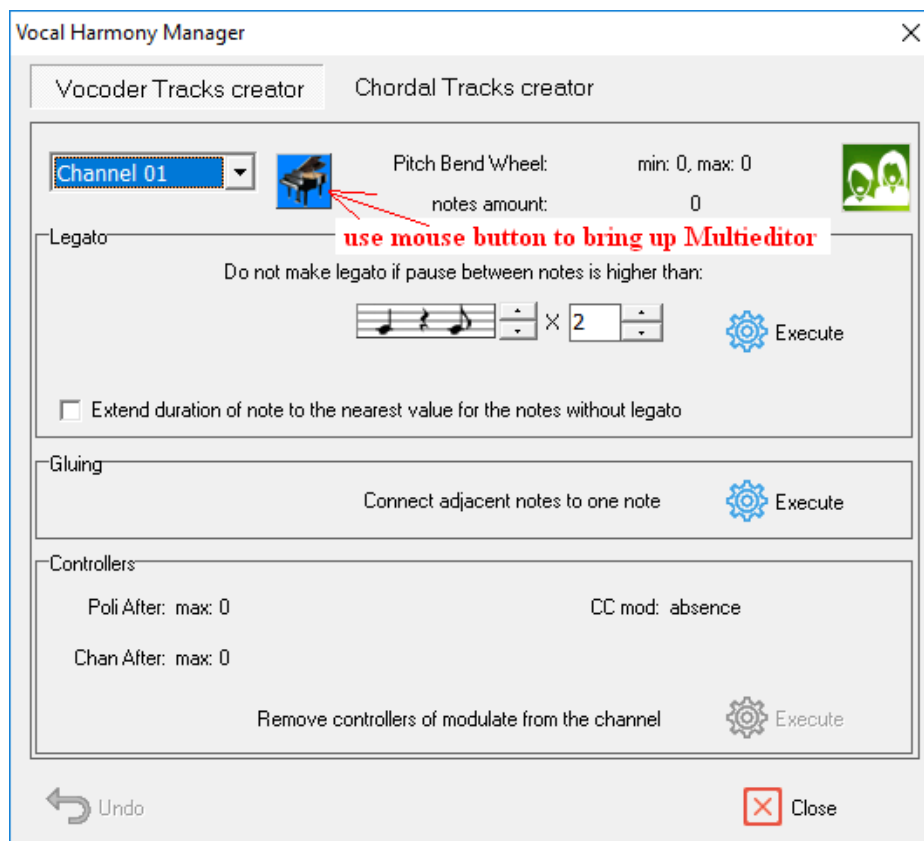 Vocal Harmony Manager
Vocoder Tracks creator
Chordal Tracks creator
Channel 01
Pitch Bend Wheel: min: 0, max: 0
notes amount: 0
use mouse button to bring up Multieditor
Legato
Do not make legato if pause between notes is higher than:
X 2
Execute
Extend duration of note to the nearest value for the notes without legato
Gluing
Connect adjacent notes to one note
Execute
Controllers
Poli After: max: 0
CC mod: absence
Chan After: max: 0
Remove controllers of modulate from the channel
Execute
Undo
Close